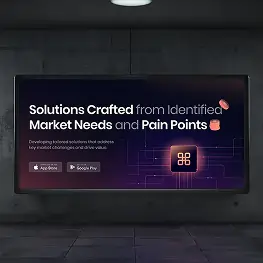 Solutions Crafted from Identified
Market Needs and Pain Points
Developing tailored solutions that address
key market challenges and drive value.
App Store
Google Play